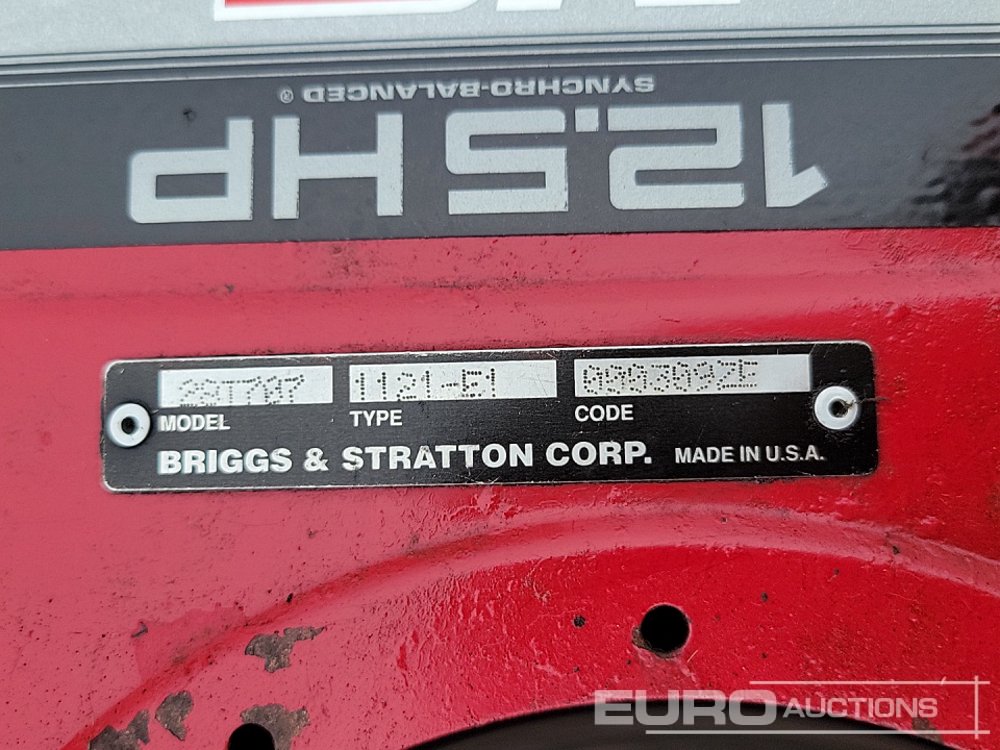 SYNCHRO-BALANCED ®
12.5 HP
28T707 1121-E1
MODEL TYPE CODE
BRIGGS & STRATTON CORP. MADE IN U.S.A.
EURO AUCTIONS